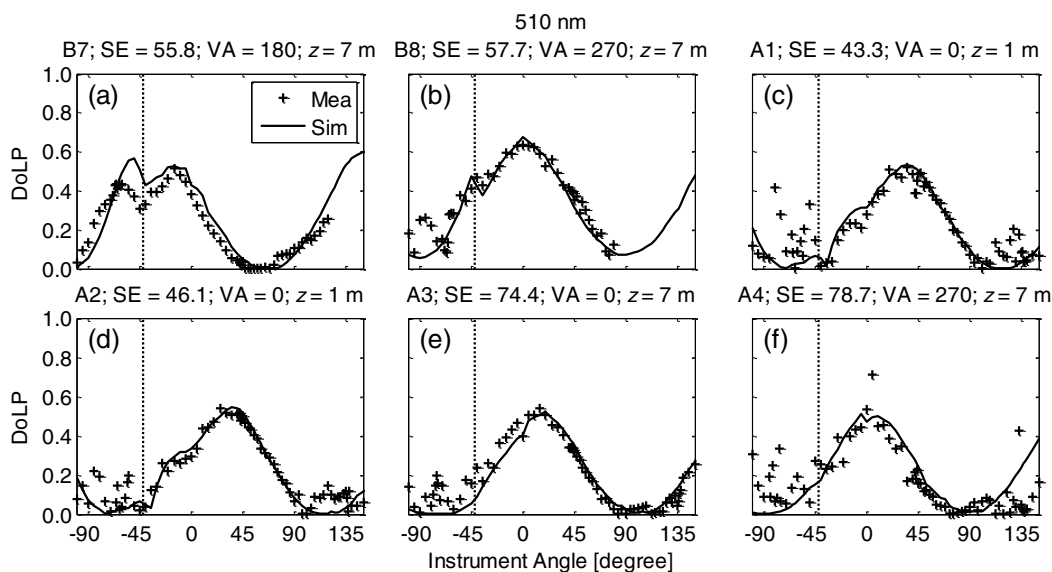 510 nm
B7; SE = 55.8; VA = 180; z = 7 m
B8; SE = 57.7; VA = 270; z = 7 m
A1; SE = 43.3; VA = 0; z = 1 m
1.0
0.8
0.6
0.4
0.2
0.0
DoLP
(a)
Mea
Sim
(b)
(c)
A2; SE = 46.1; VA = 0; z = 1 m
A3; SE = 74.4; VA = 0; z = 7 m
A4; SE = 78.7; VA = 270; z = 7 m
1.0
0.8
0.6
0.4
0.2
0.0
DoLP
(d)
(e)
(f)
-90 -45 0 45 90 135
-90 -45 0 45 90 135
-90 -45 0 45 90 135
Instrument Angle [degree]